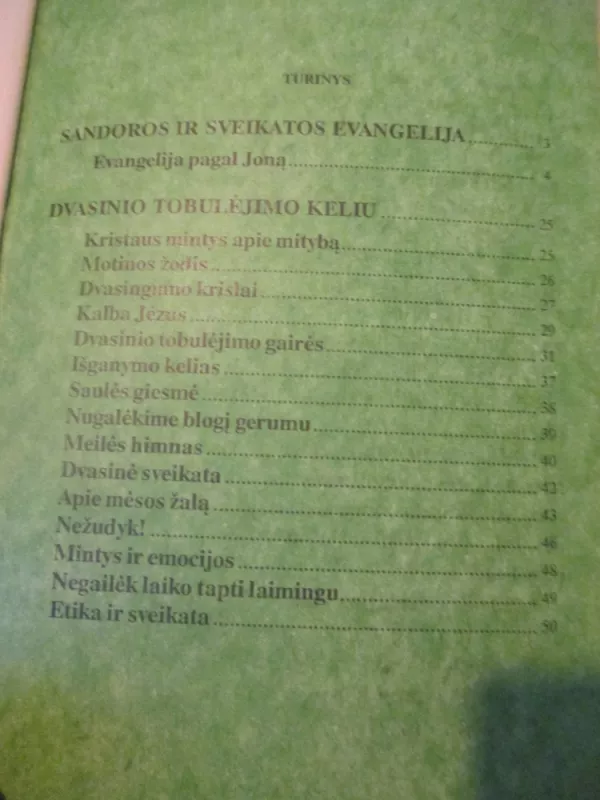 TURINYS
SANDOROS IR SVEIKATOS EVANGELIJA 3
Evangelija pagal Joną 4
DVASINIO TOBULĖJIMO KELIU 25
Kristaus mintys apie mitybą 25
Motinos žodis 26
Dvasingumo krislai 27
Kalba Jėzus 29
Dvasinio tobulėjimo gairės 31
Išganymo kelias 37
Saulės giesmė 38
Nugalėkime blogį gerumu 39
Meilės himnas 40
Dvasinė sveikata 42
Apie mėsos žalą 43
Nežudyk! 46
Mintys ir emocijos 48
Negailėk laiko tapti laimingu 49
Etika ir sveikata 50